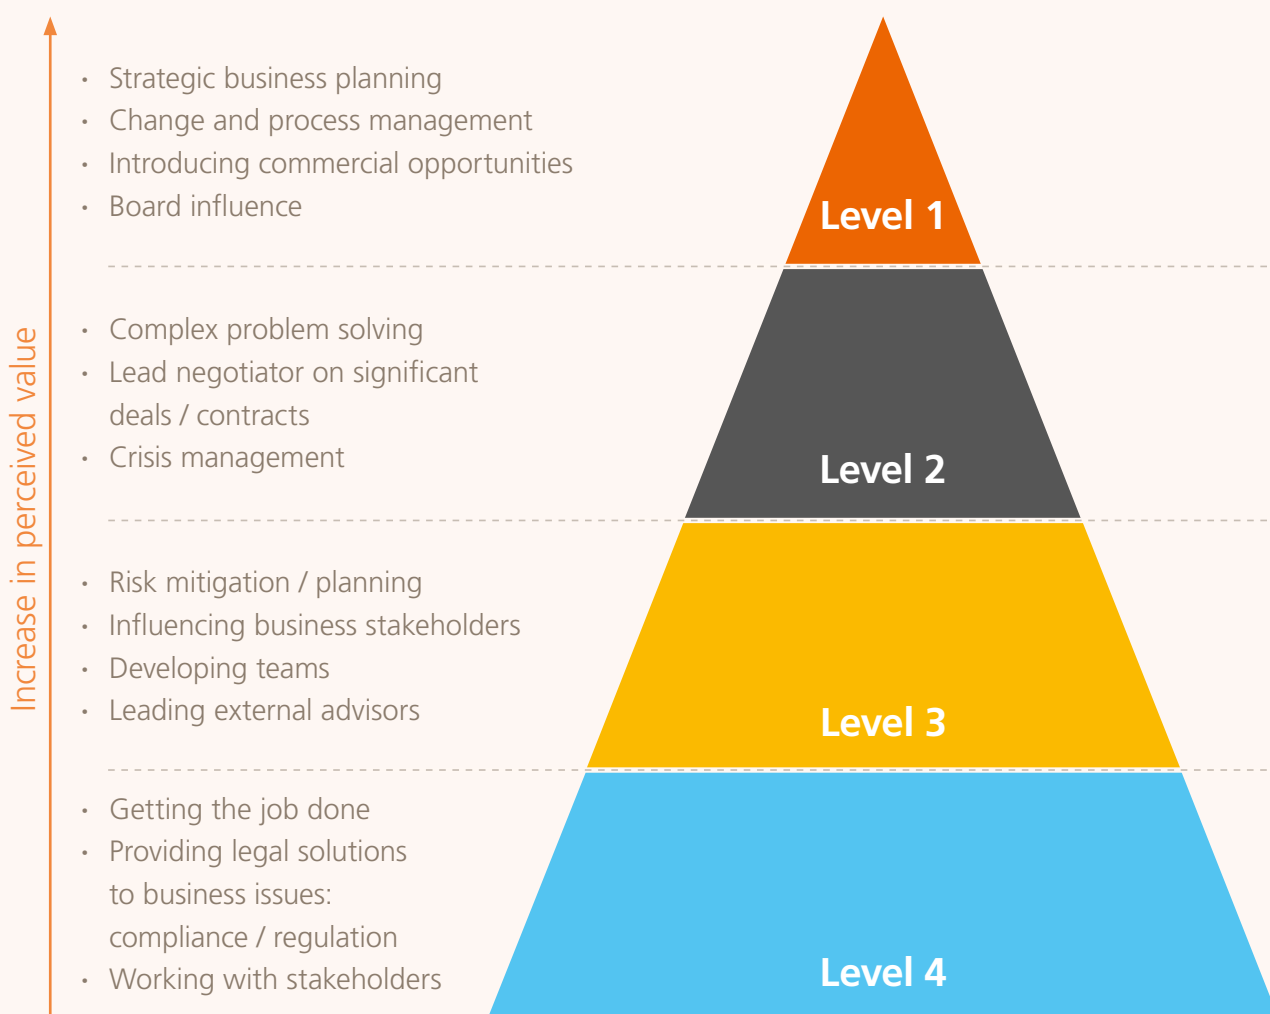 Increase in perceived value
· Strategic business planning
· Change and process management
· Introducing commercial opportunities
· Board influence
Level 1
· Complex problem solving
· Lead negotiator on significant
deals / contracts
· Crisis management
Level 2
· Risk mitigation / planning
· Influencing business stakeholders
· Developing teams
· Leading external advisors
Level 3
· Getting the job done
· Providing legal solutions
to business issues:
compliance / regulation
· Working with stakeholders
Level 4